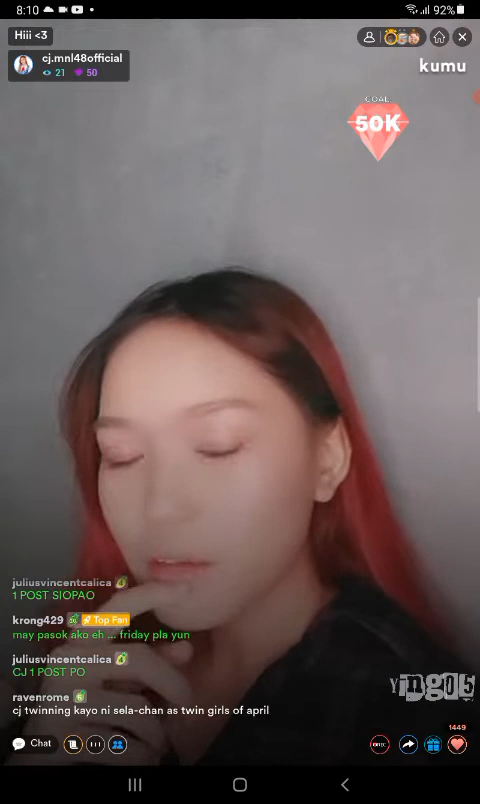 8:10
92%
Hiii <3
cj.mnl48official
21
50
kumu
GOAL
50K
juliusvincentcalica
1 POST SIOPAO
krong429
Top Fan
may pasok ako eh ... friday pla yun
juliusvincentcalica
CJ 1 POST PO
ravenrome
cj twinning kayo ni sela-chan as twin girls of april
Yingo5
1449
Chat